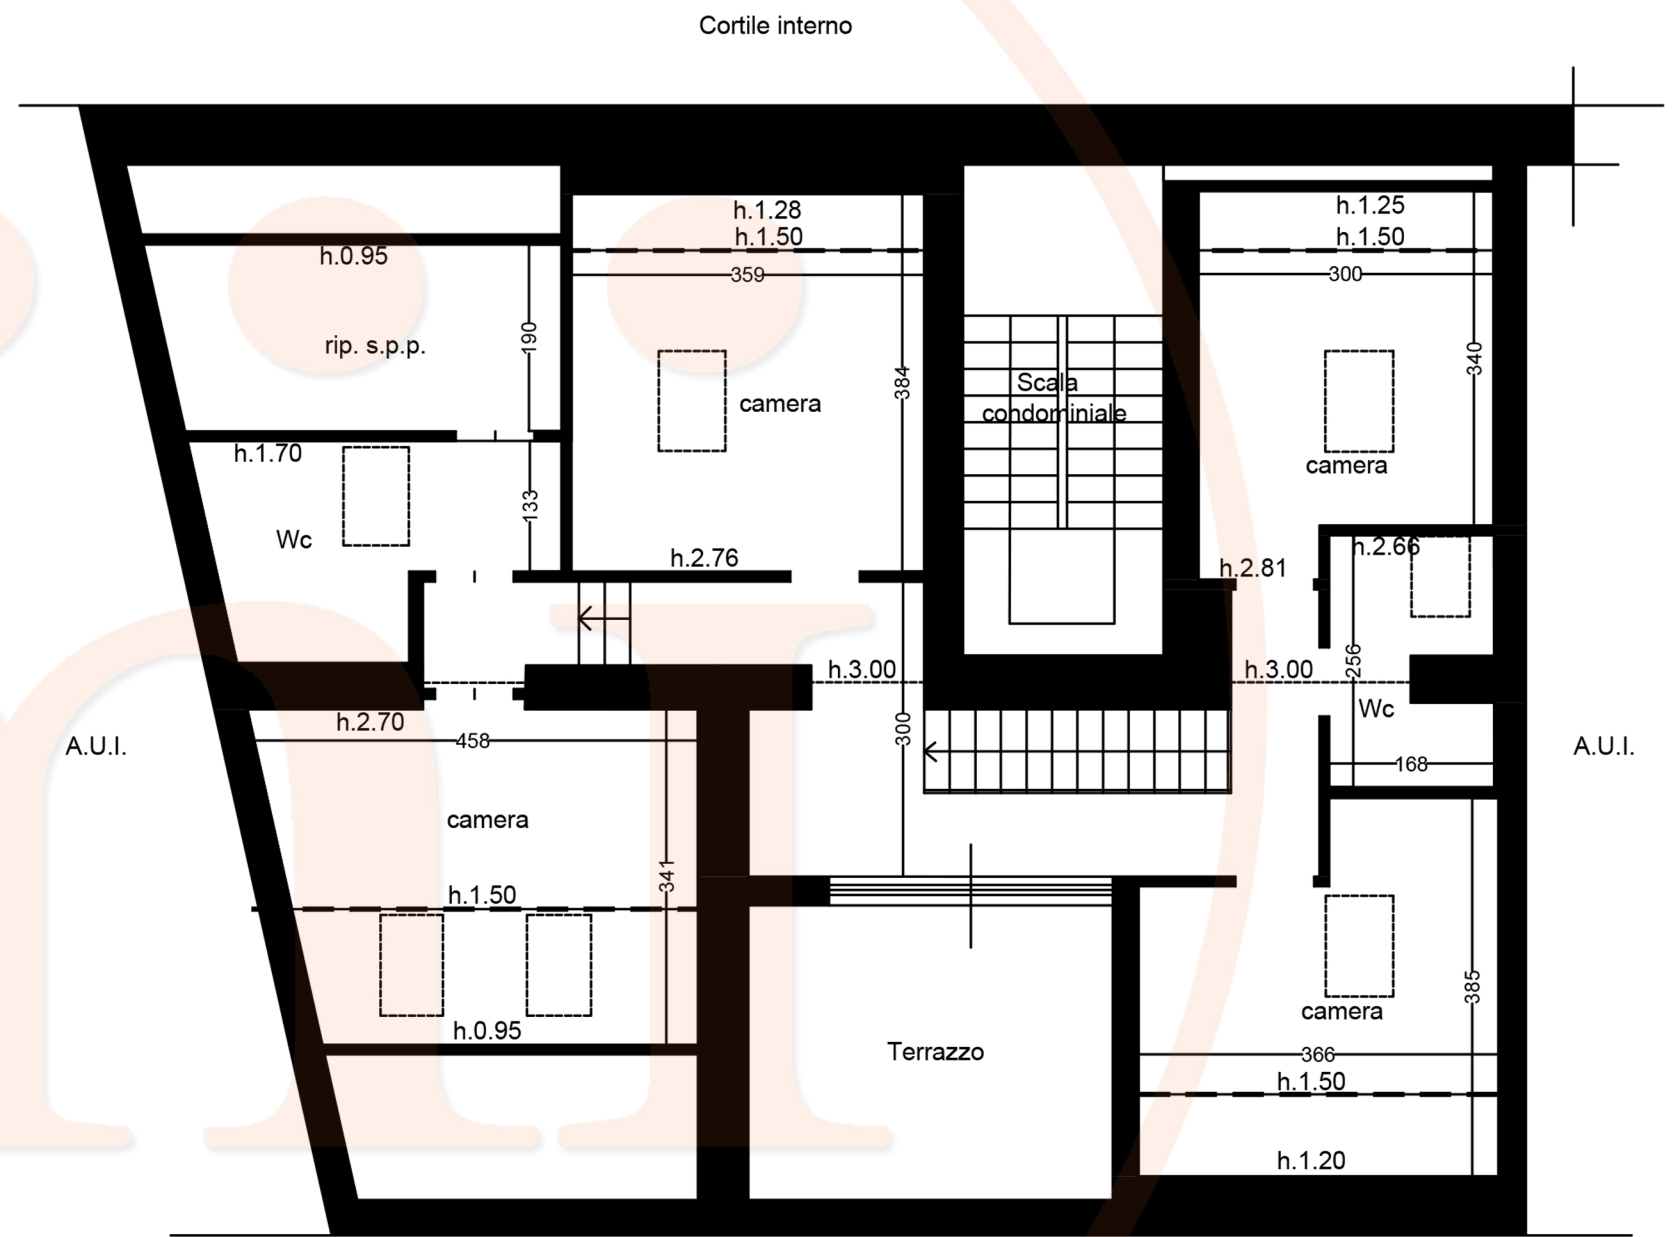 Cortile interno
h.1.28
h.1.25
h.1.50
h.1.50
h.0.95
359
300
190
rip. s.p.p.
384
340
camera
Scala
condominiale
h.1.70
camera
133
Wc
h.2.76
h.2.66
h.2.81
h.3.00
h.3.00
256
h.2.70
Wc
458
300
A.U.I.
A.U.I.
168
camera
341
h.1.50
385
camera
h.0.95
Terrazzo
366
h.1.50
h.1.20